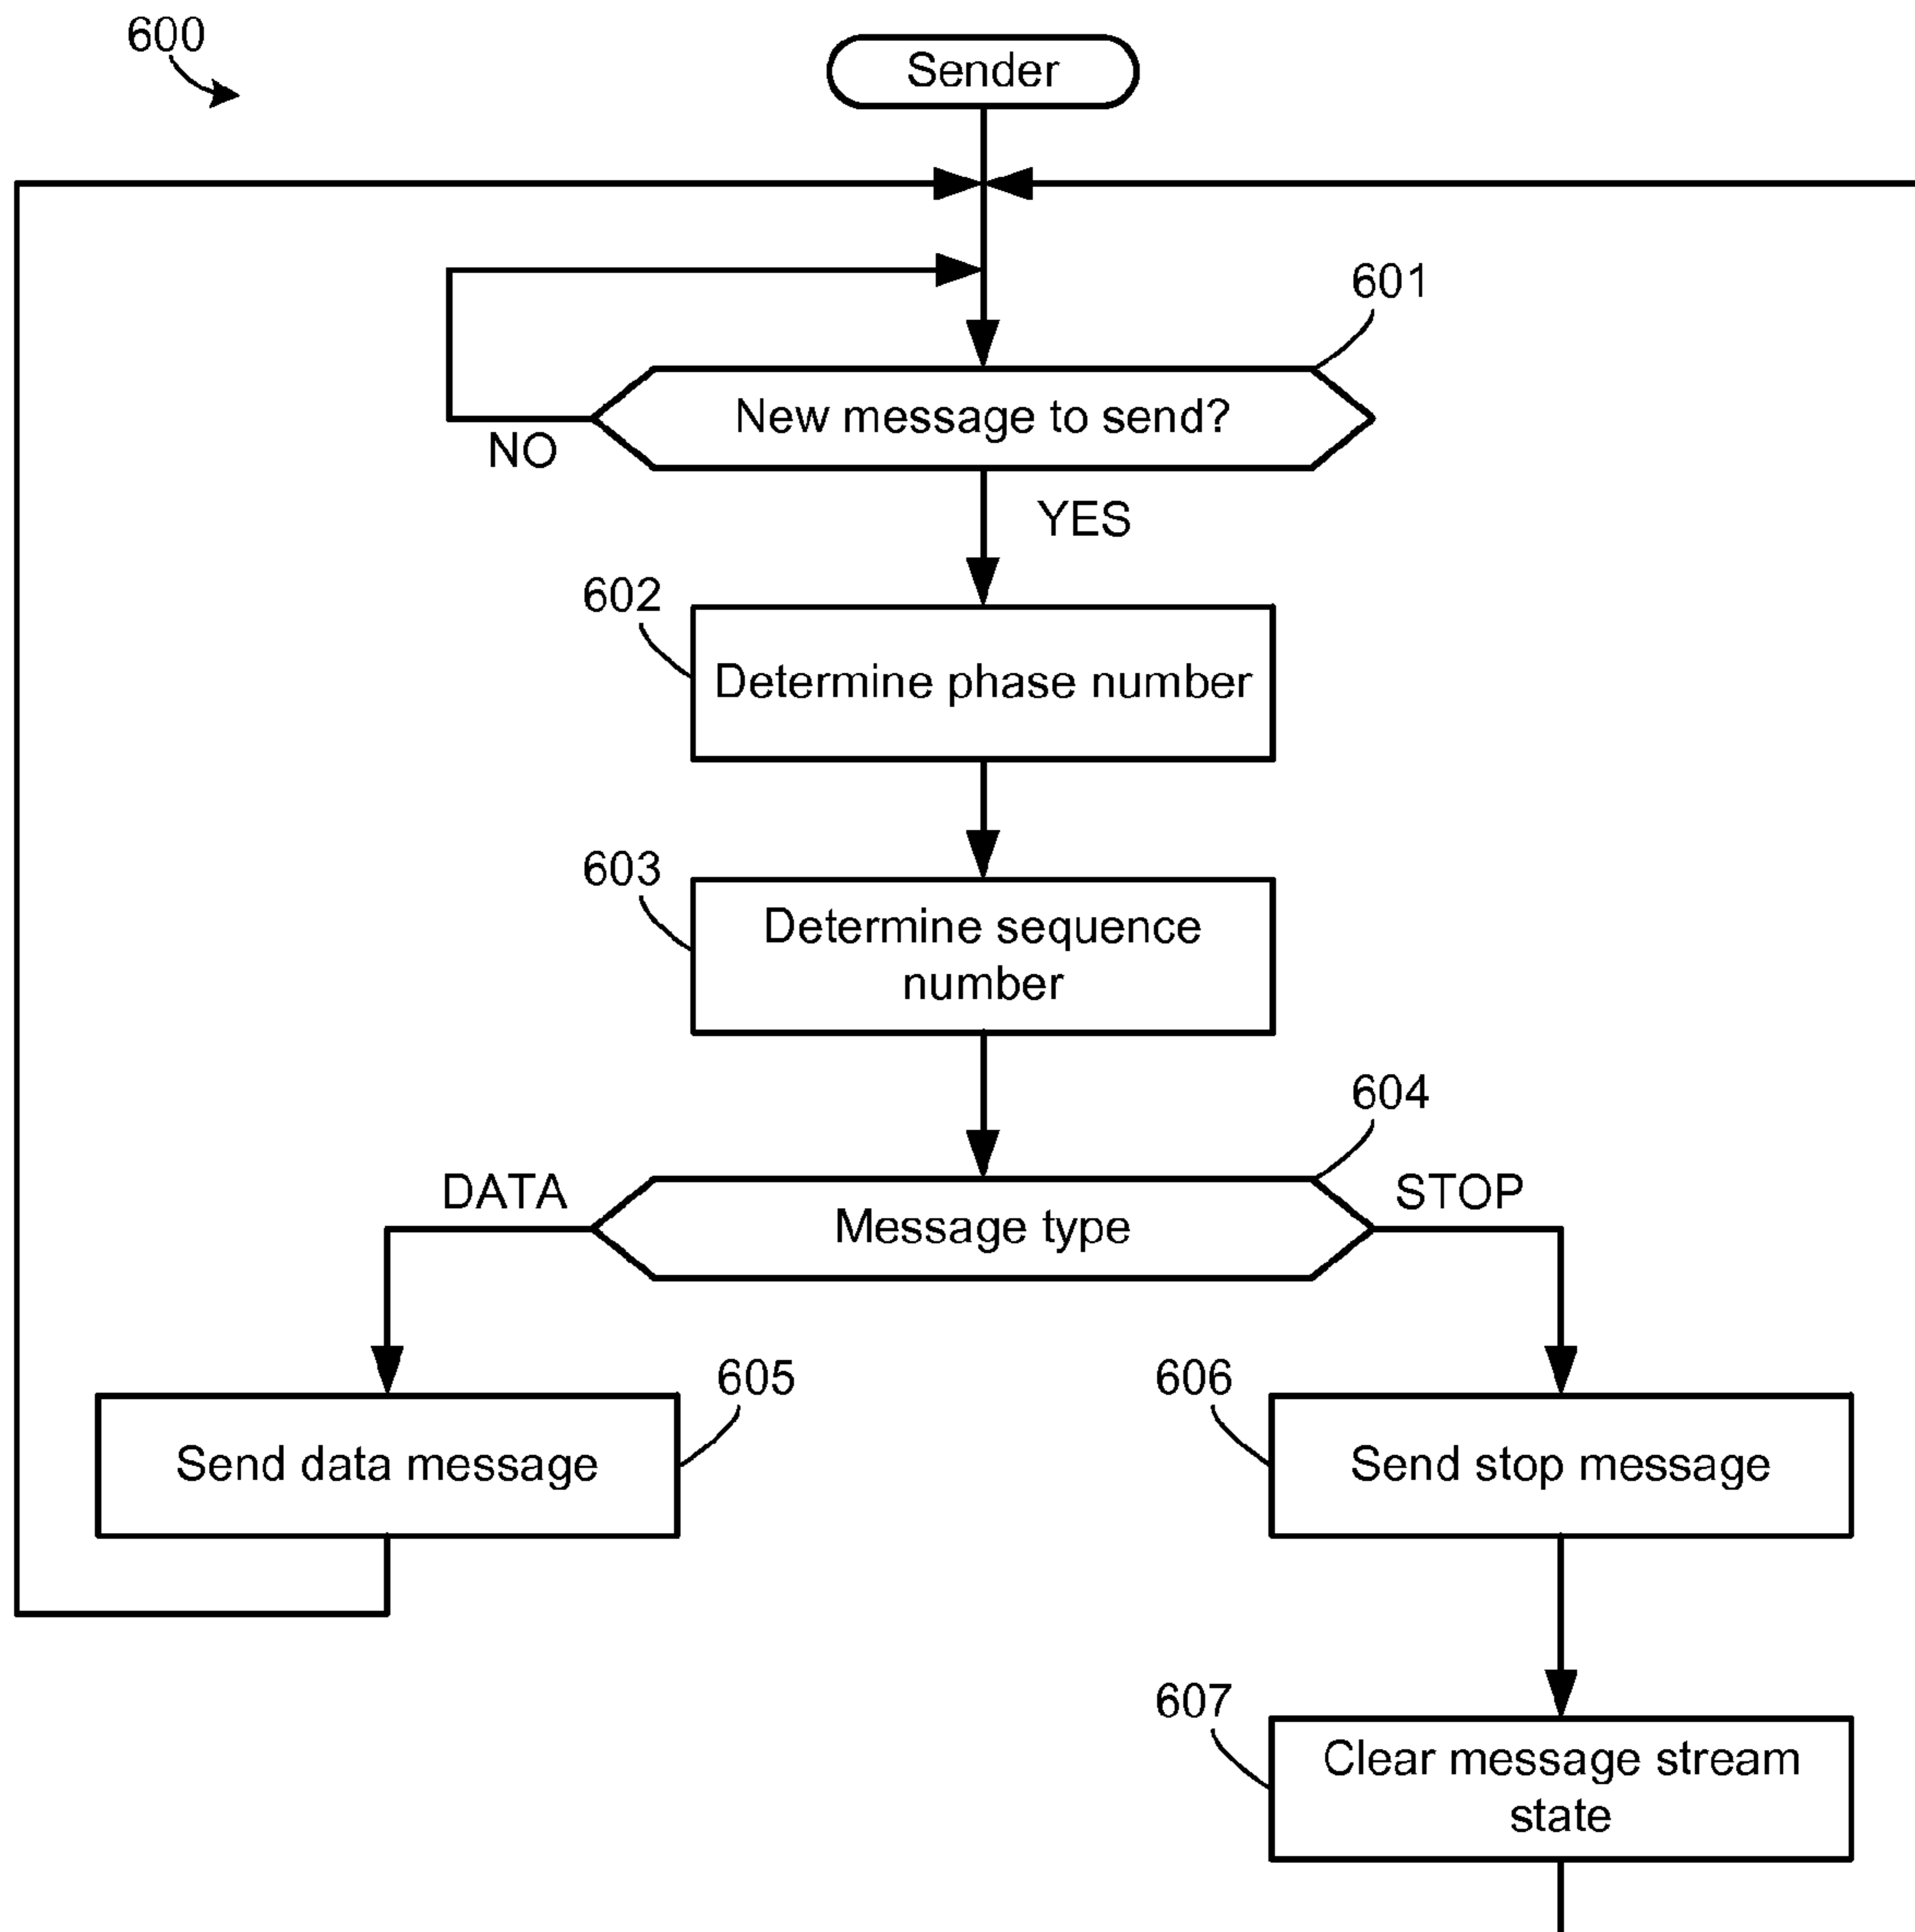 600
Sender
601
New message to send?
NO
YES
602
Determine phase number
603
Determine sequence
number
604
DATA
Message type
STOP
605
606
Send data message
Send stop message
607
Clear message stream
state